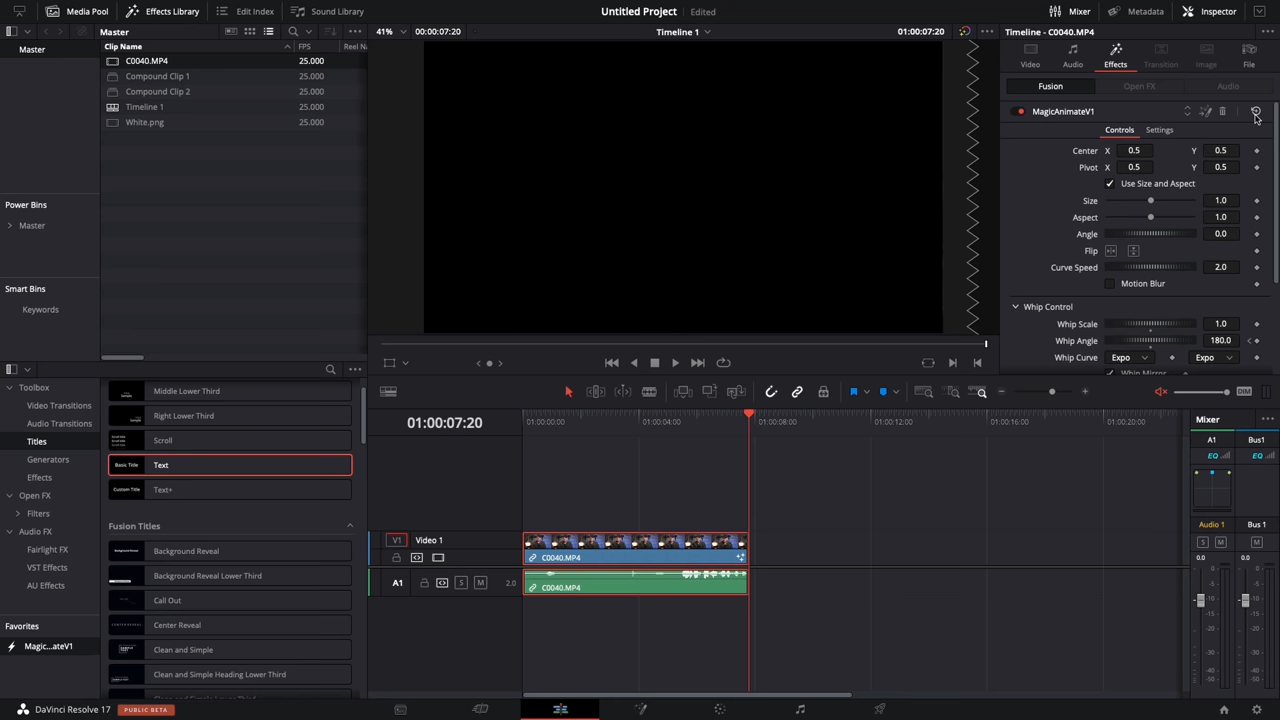 Media Pool
Effects Library
Edit Index
Sound Library
Untitled Project
Edited
Mixer
Metadata
Inspector
Master
41%
00:00:07:20
Timeline 1
01:00:07:20
Timeline - C0040.MP4
Master
Clip Name
FPS
Reel N
C0040.MP4
25.000
Compound Clip 1
25.000
Compound Clip 2
25.000
Timeline 1
25.000
White.png
25.000
Power Bins
Master
Smart Bins
Keywords
Video
Audio
Effects
Transition
Image
File
Fusion
Open FX
Audio
MagicAnimateV1
Controls
Settings
Center
X
0.5
Y
0.5
Pivot
X
0.5
Y
0.5
Use Size and Aspect
Size
1.0
Aspect
1.0
Angle
0.0
Flip
Curve Speed
2.0
Motion Blur
Whip Control
Whip Scale
1.0
Whip Angle
180.0
Whip Curve
Expo
Expo
Whip Mirror
Toolbox
Video Transitions
Audio Transitions
Titles
Generators
Effects
Open FX
Filters
Audio FX
Fairlight FX
VST Effects
AU Effects
Favorites
Magic...ateV1
Middle Lower Third
Right Lower Third
Scroll
Basic Title
Text
Custom Title
Text+
Fusion Titles
Background Reveal
Background Reveal Lower Third
Call Out
Center Reveal
Clean and Simple
Clean and Simple Heading Lower Third
Clean and Simple Lower Third
DIM
01:00:07:20
01:00:00:00
01:00:04:00
01:00:08:00
01:00:12:00
01:00:16:00
01:00:20:00
V1
Video 1
C0040.MP4
A1
S
M
2.0
C0040.MP4
Mixer
A1
Bus1
EQ
EQ
Audio 1
Bus 1
S
M
M
0.0
0.0
DaVinci Resolve 17
PUBLIC BETA